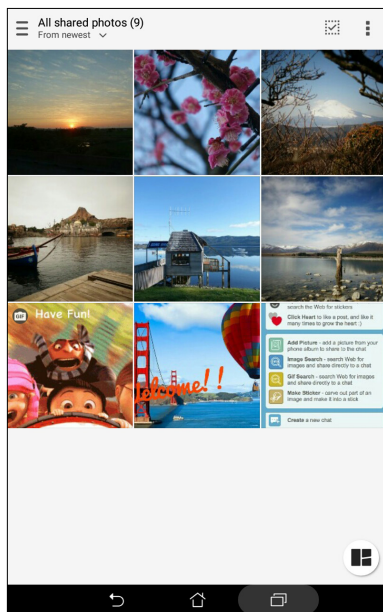 All shared photos (9)
From newest
GIF
Have Fun!
Welcome! !
search the Web for stickers
Click Heart to like a post, and like it
many times to grow the heart :)
Add Picture - add a picture from your
phone album to share to the chat
Image Search - search Web for
images and share directly to a chat
Gif Search - search Web for images
and share directly to a chat
Make Sticker - carve out part of an
image and make it into a stick
Create a new chat